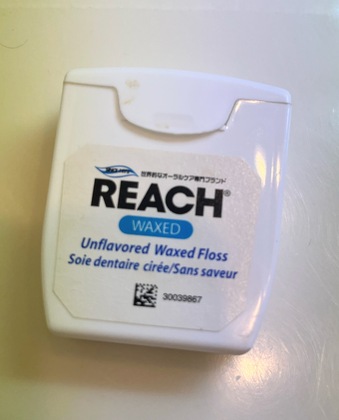 世界的なオーラルケア専門ブランド
REACH®
WAXED
Unflavored Waxed Floss
Soie dentaire cirée/Sans saveur
30039867